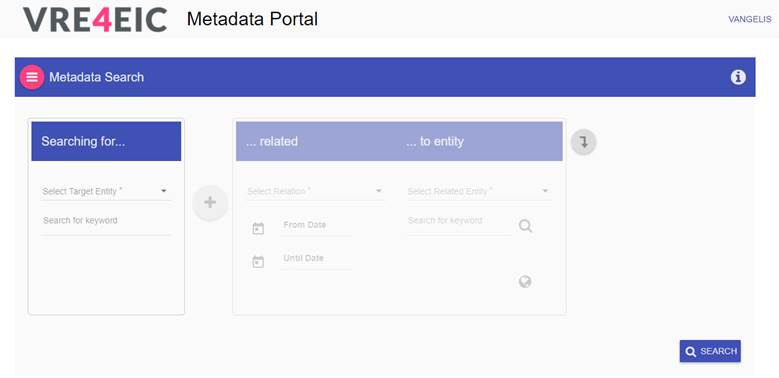 VRE4EIC Metadata Portal VANGELIS
Metadata Search
Searching for... ... related ... to entity
Select Target Entity * Select Relation * Select Related Entity *
Search for keyword From Date Search for keyword
Until Date
SEARCH